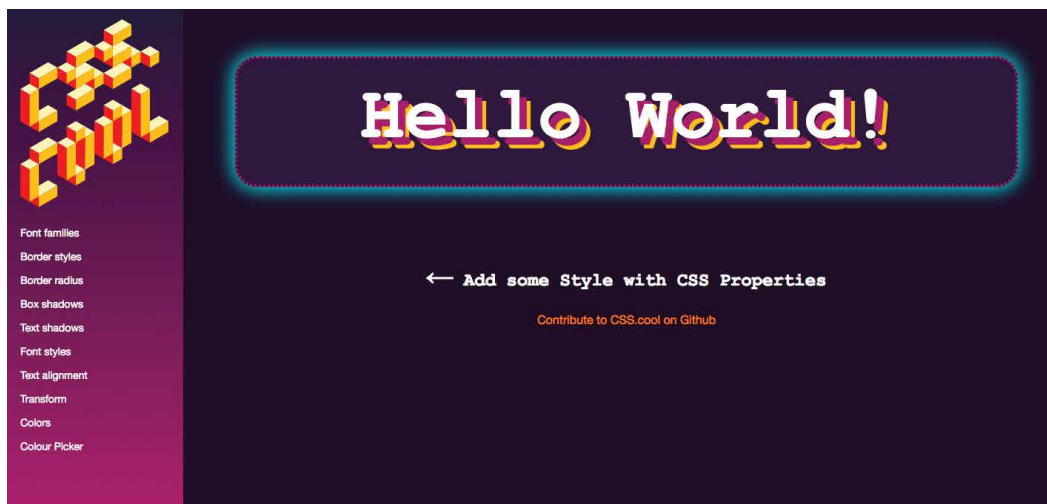 CSS
COOL
Font families
Border styles
Border radius
Box shadows
Text shadows
Font styles
Text alignment
Transform
Colors
Colour Picker
Hello World!
← Add some Style with CSS Properties
Contribute to CSS.cool on Github